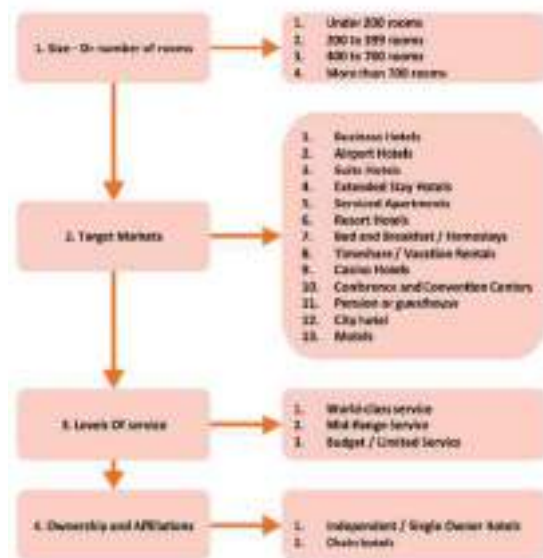 1. Size - Or number of rooms
1. Under 200 rooms
2. 200 to 399 rooms
3. 400 to 700 rooms
4. More than 700 rooms
2. Target Markets
1. Business Hotels
2. Airport Hotels
3. Suite Hotels
4. Extended Stay Hotels
5. Serviced Apartments
6. Resort Hotels
7. Bed and Breakfast / Homestays
8. Timeshare / Vacation Rentals
9. Casino Hotels
10. Conference and Convention Centers
11. Pension or guesthouse
12. City hotel
13. Motels
3. Levels Of service
1. World-class service
2. Mid-Range Service
3. Budget / Limited Service
4. Ownership and Affiliations
1. Independent / Single Owner hotels
2. Chain hotels